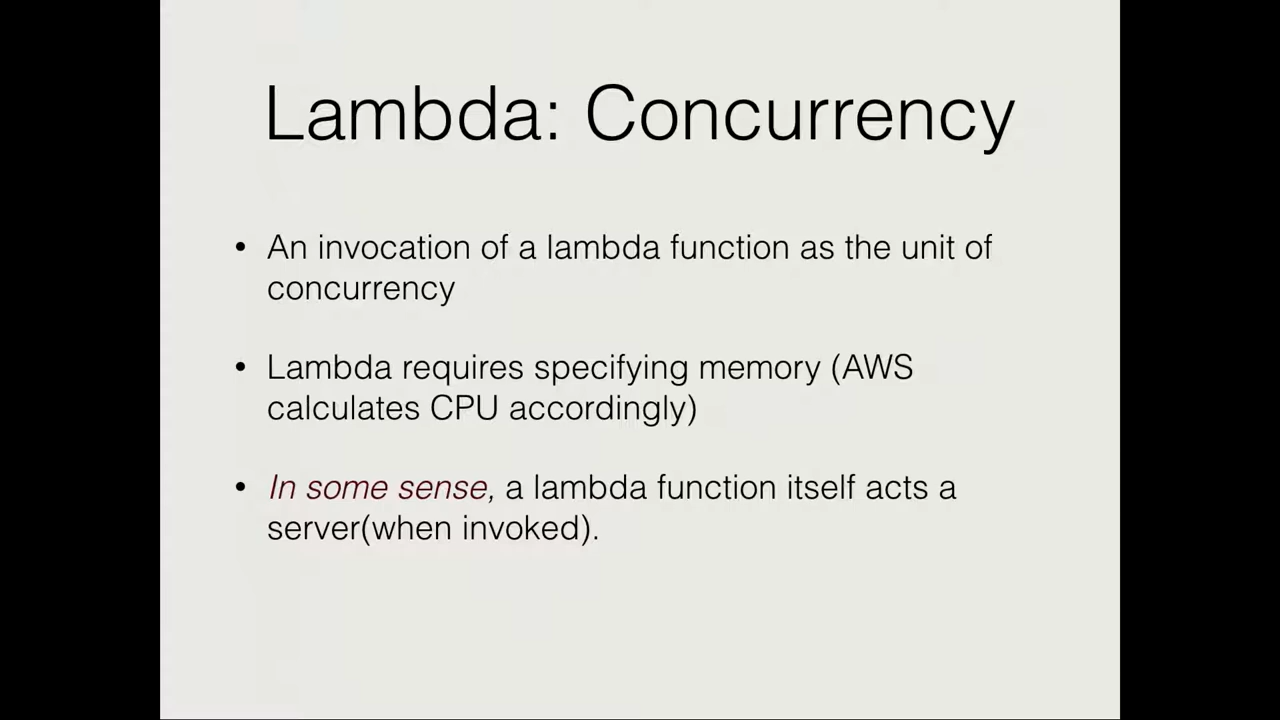 Lambda: Concurrency
• An invocation of a lambda function as the unit of
concurrency
• Lambda requires specifying memory (AWS
calculates CPU accordingly)
• In some sense, a lambda function itself acts a
server(when invoked).